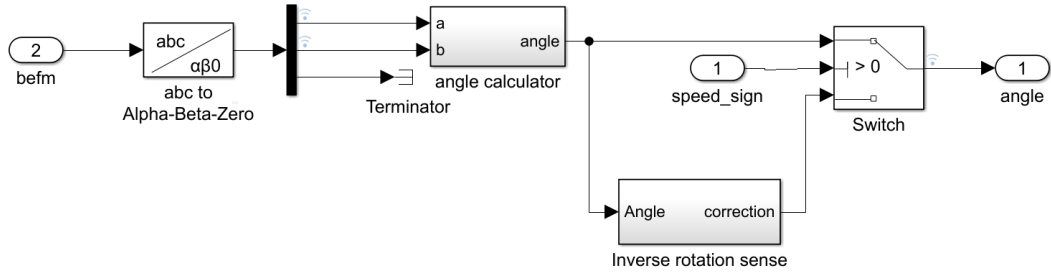 2
befm
abc
αβ0
abc to
Alpha-Beta-Zero
Terminator
a
b
angle
angle calculator
1
speed_sign
> 0
Switch
1
angle
Angle
correction
Inverse rotation sense